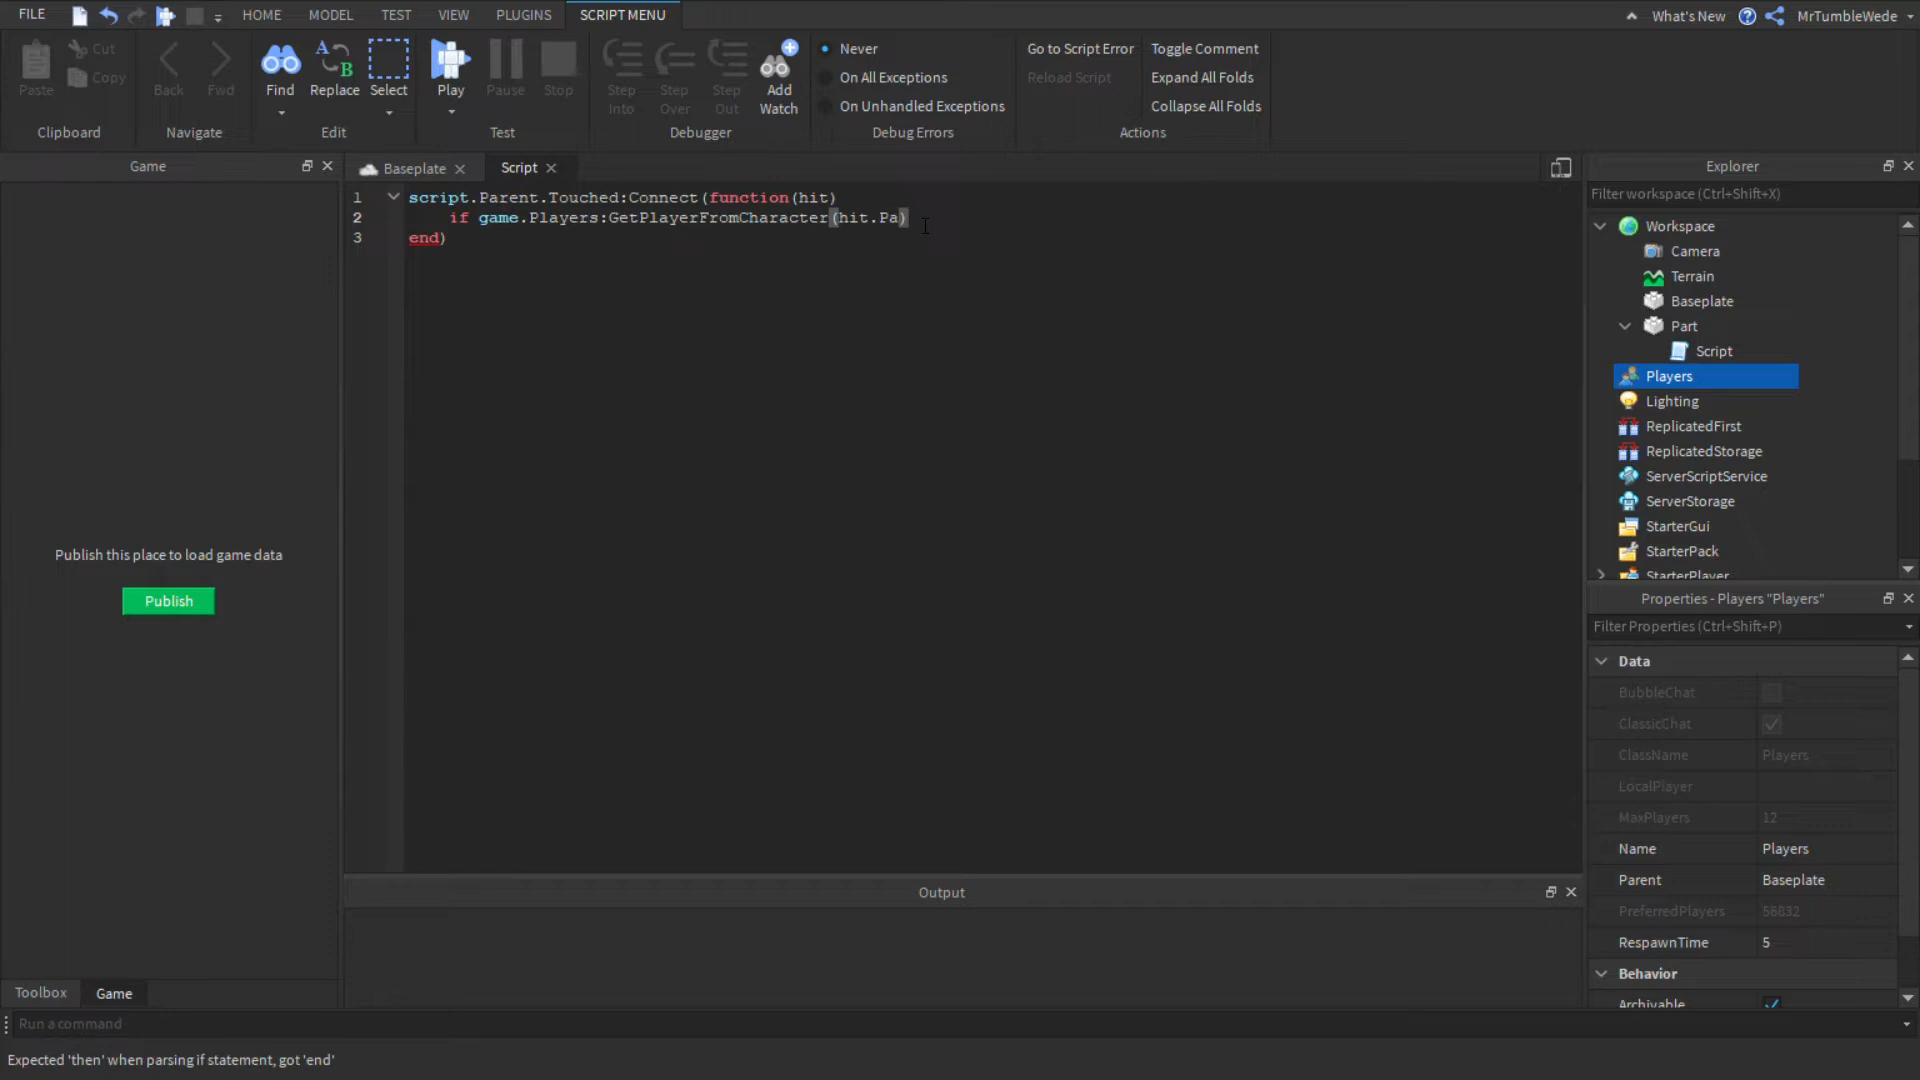 FILE HOME MODEL TEST VIEW PLUGINS SCRIPT MENU What's New MrTumbleWede
Paste Cut Copy
Clipboard
Back Fwd
Navigate
Find Replace Select
Edit
Play Pause Stop
Test
Step Into Step Over Step Out Add Watch
Debugger
Never
On All Exceptions
On Unhandled Exceptions
Debug Errors
Go to Script Error Toggle Comment
Reload Script Expand All Folds
Collapse All Folds
Actions
Game
Publish this place to load game data
Publish
Toolbox Game
Baseplate Script
1 script.Parent.Touched:Connect(function(hit)
2 if game.Players:GetPlayerFromCharacter(hit.Pa)
3 end)
Output
Explorer
Filter workspace (Ctrl+Shift+X)
Workspace
Camera
Terrain
Baseplate
Part
Script
Players
Lighting
ReplicatedFirst
ReplicatedStorage
ServerScriptService
ServerStorage
StarterGui
StarterPack
StarterPlayer
Properties - Players "Players"
Filter Properties (Ctrl+Shift+P)
Data
BubbleChat
ClassicChat
ClassName Players
LocalPlayer
MaxPlayers 12
Name Players
Parent Baseplate
PreferredPlayers 56832
RespawnTime 5
Behavior
Archivable
Run a command
Expected 'then' when parsing if statement, got 'end'